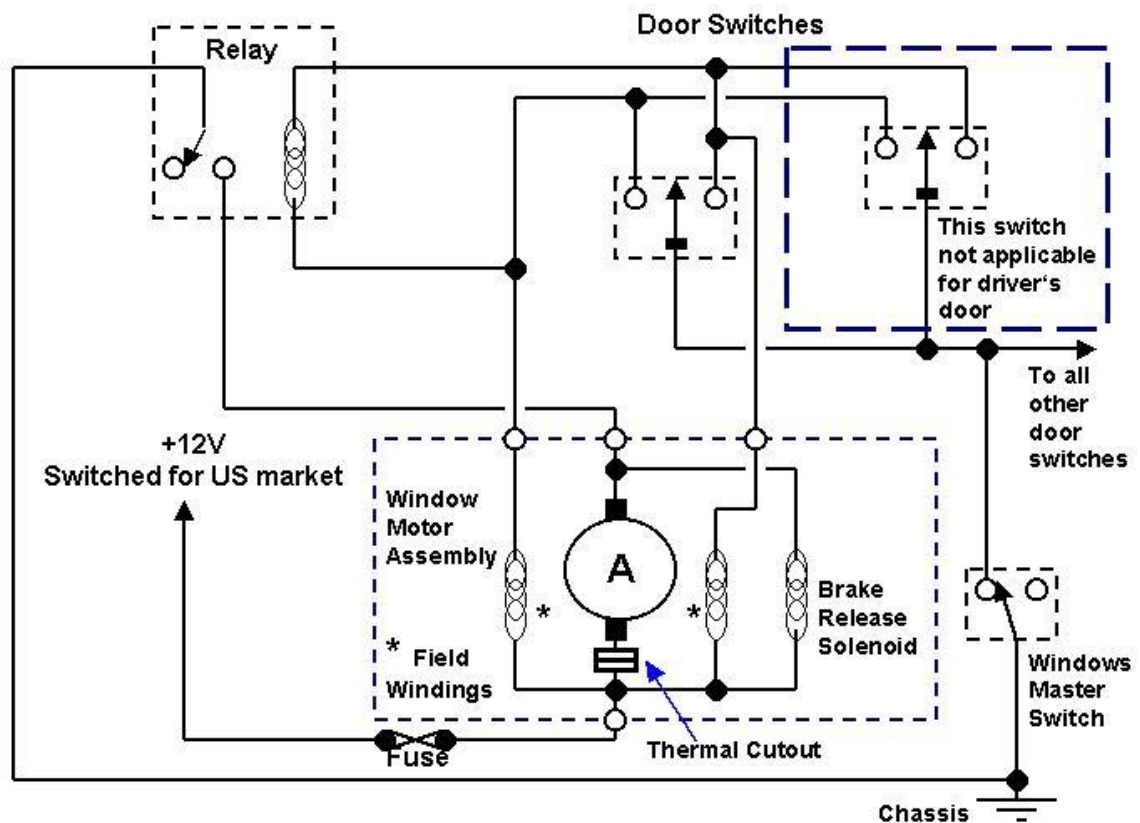 Door Switches
Relay
This switch
not applicable
for driver's
door
To all
other
door
switches
+12V
Switched for US market
Window
Motor
Assembly
A
*
*
Brake
Release
Solenoid
* Field
Windings
Windows
Master
Switch
Thermal Cutout
Fuse
Chassis